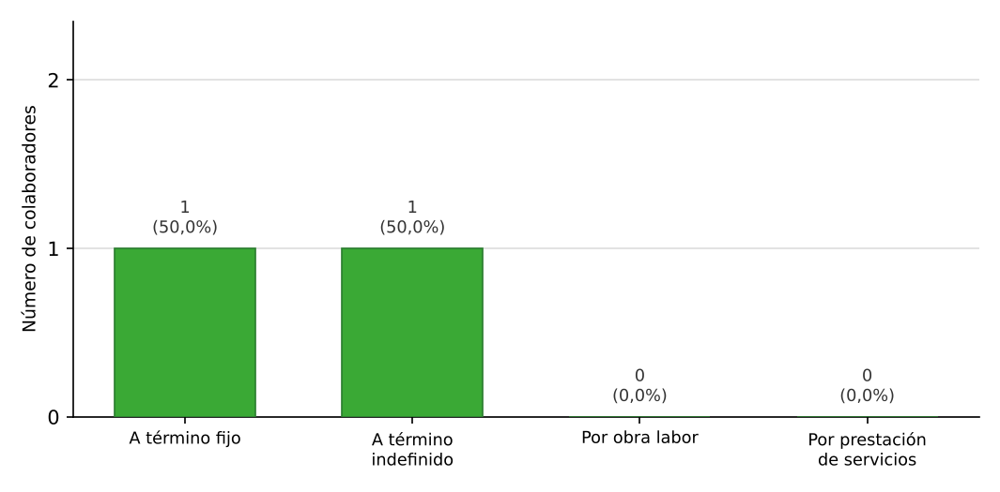 Número de colaboradores
2
1
0
1
(50,0%)
1
(50,0%)
0
(0,0%)
0
(0,0%)
A término fijo
A término
indefinido
Por obra labor
Por prestación
de servicios